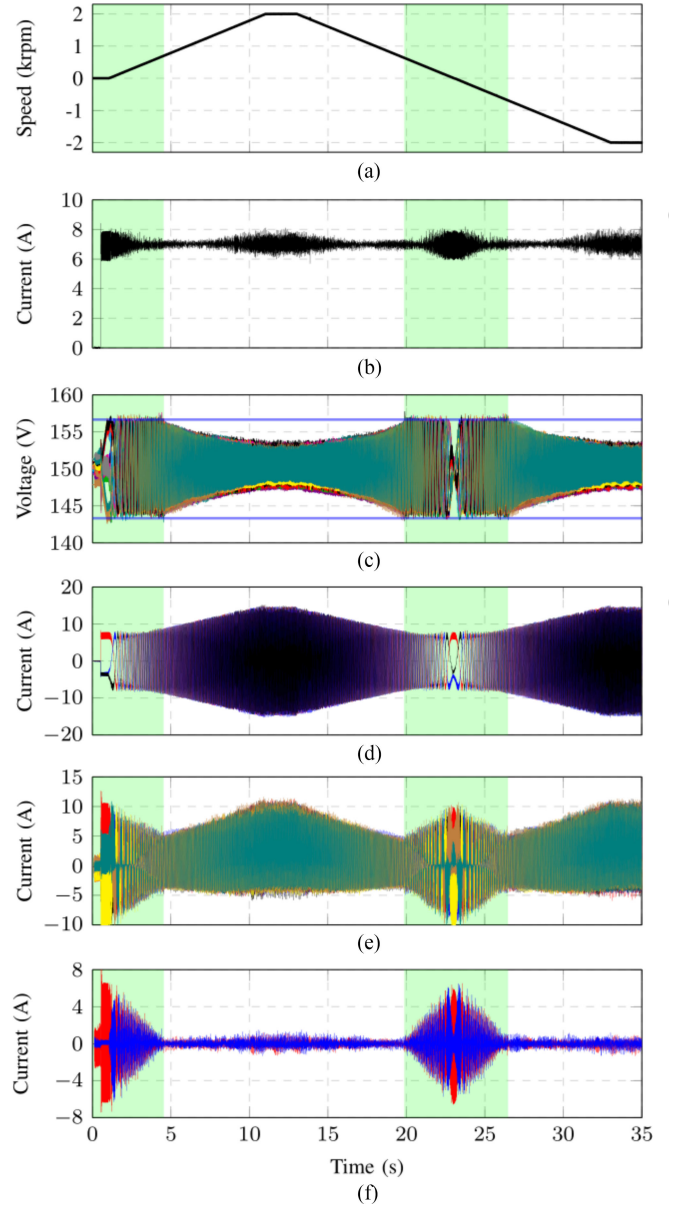 2
1
0
-1
-2
Speed (krpm)
(a)
10
8
6
4
2
0
Current (A)
(b)
160
155
150
145
140
Voltage (V)
(c)
20
10
0
−10
−20
Current (A)
(d)
15
10
5
0
−5
−10
Current (A)
(e)
8
4
0
−4
−8
Current (A)
0 5 10 15 20 25 30 35
Time (s)
(f)